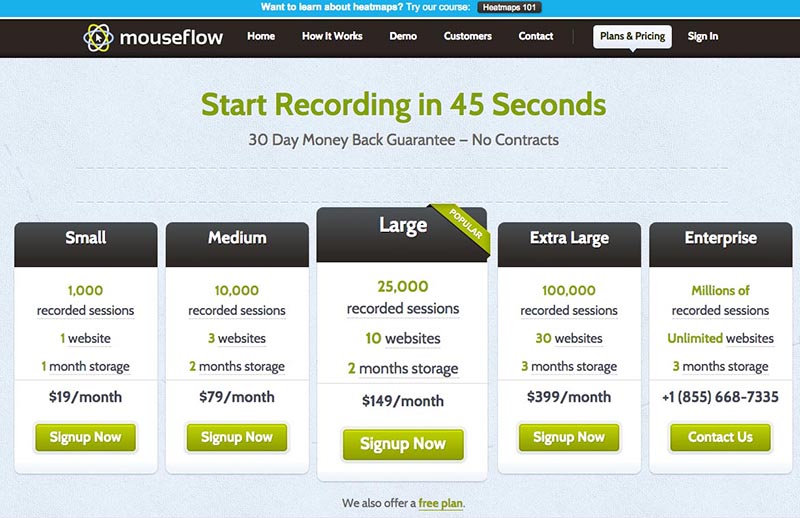 Want to learn about heatmaps? Try our course: Heatmaps 101
mouseflow Home How It Works Demo Customers Contact Plans & Pricing Sign In
Start Recording in 45 Seconds
30 Day Money Back Guarantee – No Contracts
Small
1,000
recorded sessions
1 website
1 month storage
$19/month
Signup Now
Medium
10,000
recorded sessions
3 websites
2 months storage
$79/month
Signup Now
Large
POPULAR
25,000
recorded sessions
10 websites
2 months storage
$149/month
Signup Now
Extra Large
100,000
recorded sessions
30 websites
3 months storage
$399/month
Signup Now
Enterprise
Millions of
recorded sessions
Unlimited websites
3 months storage
+1 (855) 668-7335
Contact Us
We also offer a free plan.